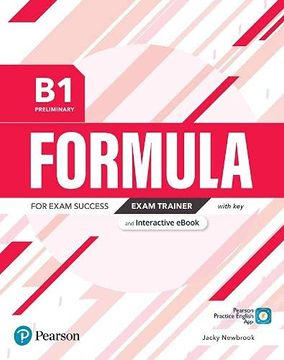 B1
PRELIMINARY
FORMULA
FOR EXAM SUCCESS EXAM TRAINER with key
and Interactive eBook
Pearson
Practice English
App
Pearson
Jacky Newbrook